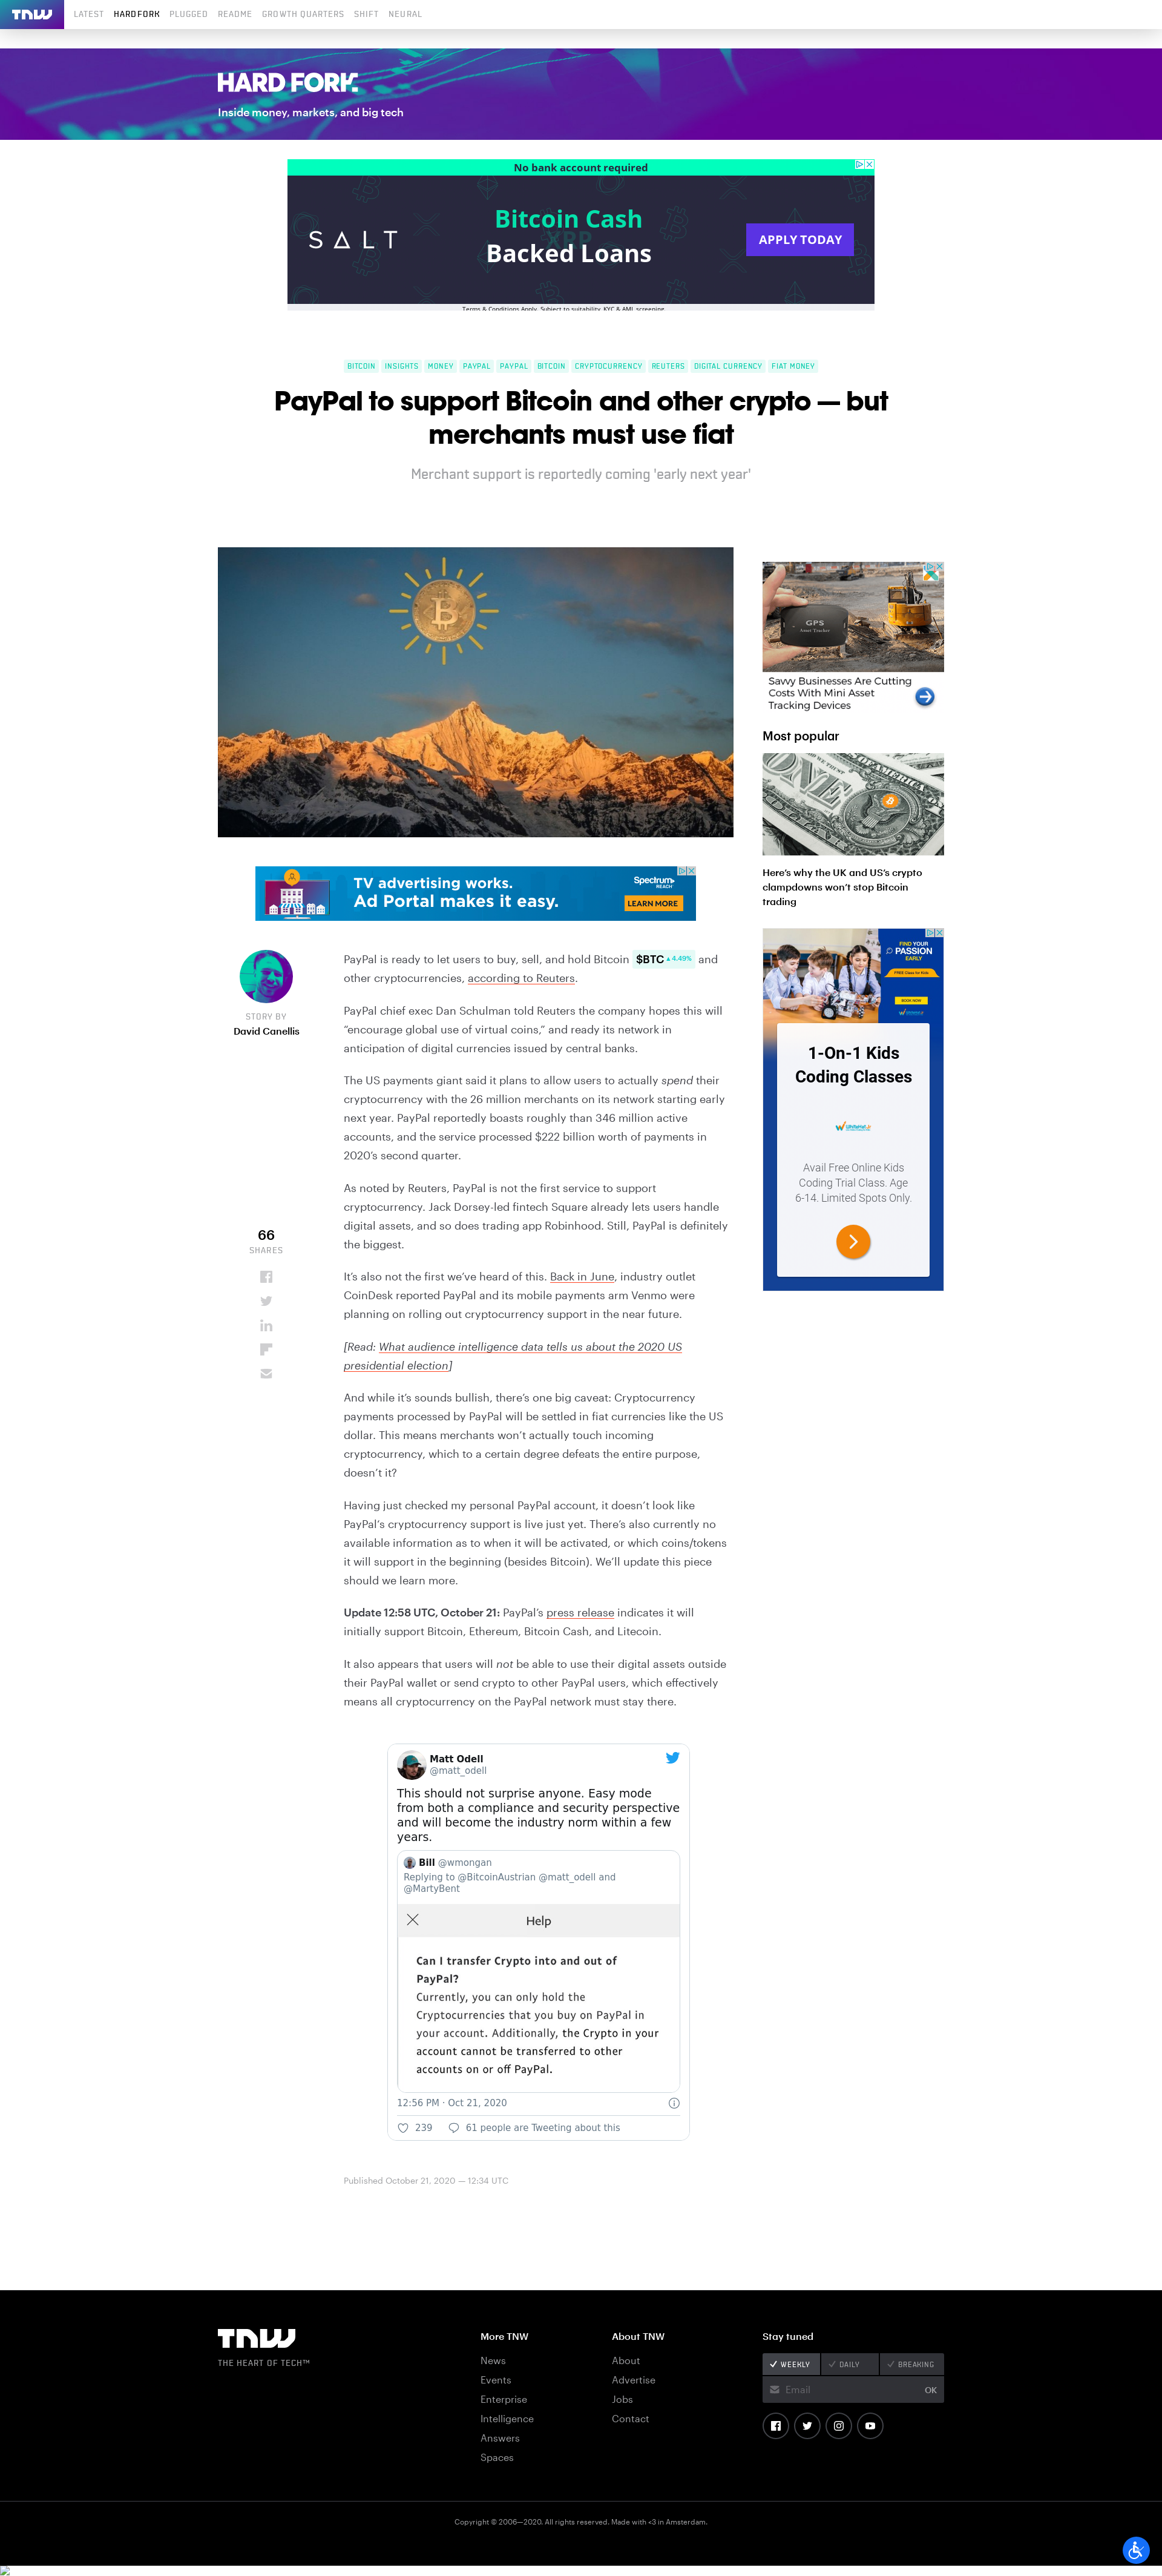 TNW
LATEST HARDFORK PLUGGED README GROWTH QUARTERS SHIFT NEURAL
HARD FORK.
Inside money, markets, and big tech
No bank account required
SALT
Bitcoin Cash
Backed Loans
APPLY TODAY
Terms & Conditions Apply. Subject to suitability, KYC & AML screening
BITCOIN INSIGHTS MONEY PAYPAL PAYPAL BITCOIN CRYPTOCURRENCY REUTERS DIGITAL CURRENCY FIAT MONEY
PayPal to support Bitcoin and other crypto — but
merchants must use fiat
Merchant support is reportedly coming 'early next year'
GPS
Asset Tracker
Savvy Businesses Are Cutting
Costs With Mini Asset
Tracking Devices
Most popular
ONE
Here's why the UK and US's crypto
clampdowns won't stop Bitcoin
trading
TV advertising works.
Ad Portal makes it easy.
Spectrum
REACH
LEARN MORE
STORY BY
David Canellis
PayPal is ready to let users to buy, sell, and hold Bitcoin $BTC ▲4.49% and
other cryptocurrencies, according to Reuters.
PayPal chief exec Dan Schulman told Reuters the company hopes this will
“encourage global use of virtual coins,” and ready its network in
anticipation of digital currencies issued by central banks.
The US payments giant said it plans to allow users to actually spend their
cryptocurrency with the 26 million merchants on its network starting early
next year. PayPal reportedly boasts roughly than 346 million active
accounts, and the service processed $222 billion worth of payments in
2020’s second quarter.
As noted by Reuters, PayPal is not the first service to support
cryptocurrency. Jack Dorsey-led fintech Square already lets users handle
digital assets, and so does trading app Robinhood. Still, PayPal is definitely
the biggest.
It’s also not the first we’ve heard of this. Back in June, industry outlet
CoinDesk reported PayPal and its mobile payments arm Venmo were
planning on rolling out cryptocurrency support in the near future.
[Read: What audience intelligence data tells us about the 2020 US
presidential election]
And while it’s sounds bullish, there’s one big caveat: Cryptocurrency
payments processed by PayPal will be settled in fiat currencies like the US
dollar. This means merchants won’t actually touch incoming
cryptocurrency, which to a certain degree defeats the entire purpose,
doesn’t it?
Having just checked my personal PayPal account, it doesn’t look like
PayPal’s cryptocurrency support is live just yet. There’s also currently no
available information as to when it will be activated, or which coins/tokens
it will support in the beginning (besides Bitcoin). We’ll update this piece
should we learn more.
Update 12:58 UTC, October 21: PayPal’s press release indicates it will
initially support Bitcoin, Ethereum, Bitcoin Cash, and Litecoin.
It also appears that users will not be able to use their digital assets outside
their PayPal wallet or send crypto to other PayPal users, which effectively
means all cryptocurrency on the PayPal network must stay there.
66
SHARES
FIND YOUR
PASSION
EARLY
FREE Class for Kids
BOOK NOW
1-On-1 Kids
Coding Classes
WhiteHat Jr
Avail Free Online Kids
Coding Trial Class. Age
6-14. Limited Spots Only.
Matt Odell
@matt_odell
This should not surprise anyone. Easy mode
from both a compliance and security perspective
and will become the industry norm within a few
years.
Bill @wmongan
Replying to @BitcoinAustrian @matt_odell and
@MartyBent
Help
Can I transfer Crypto into and out of
PayPal?
Currently, you can only hold the
Cryptocurrencies that you buy on PayPal in
your account. Additionally, the Crypto in your
account cannot be transferred to other
accounts on or off PayPal.
12:56 PM · Oct 21, 2020
239 61 people are Tweeting about this
Published October 21, 2020 — 12:34 UTC
TNW
THE HEART OF TECH™
More TNW
News
Events
Enterprise
Intelligence
Answers
Spaces
About TNW
About
Advertise
Jobs
Contact
Stay tuned
WEEKLY DAILY BREAKING
Email OK
Copyright © 2006—2020. All rights reserved. Made with <3 in Amsterdam.